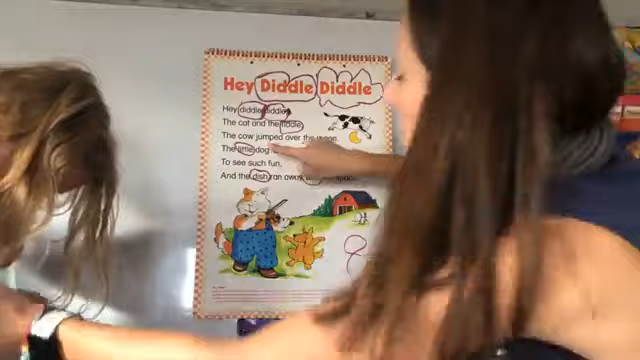 Hey Diddle Diddle
Hey diddle diddle,
The cat and the fiddle
The cow jumped over the moon.
The little dog
To see such fun,
And the dish ran away